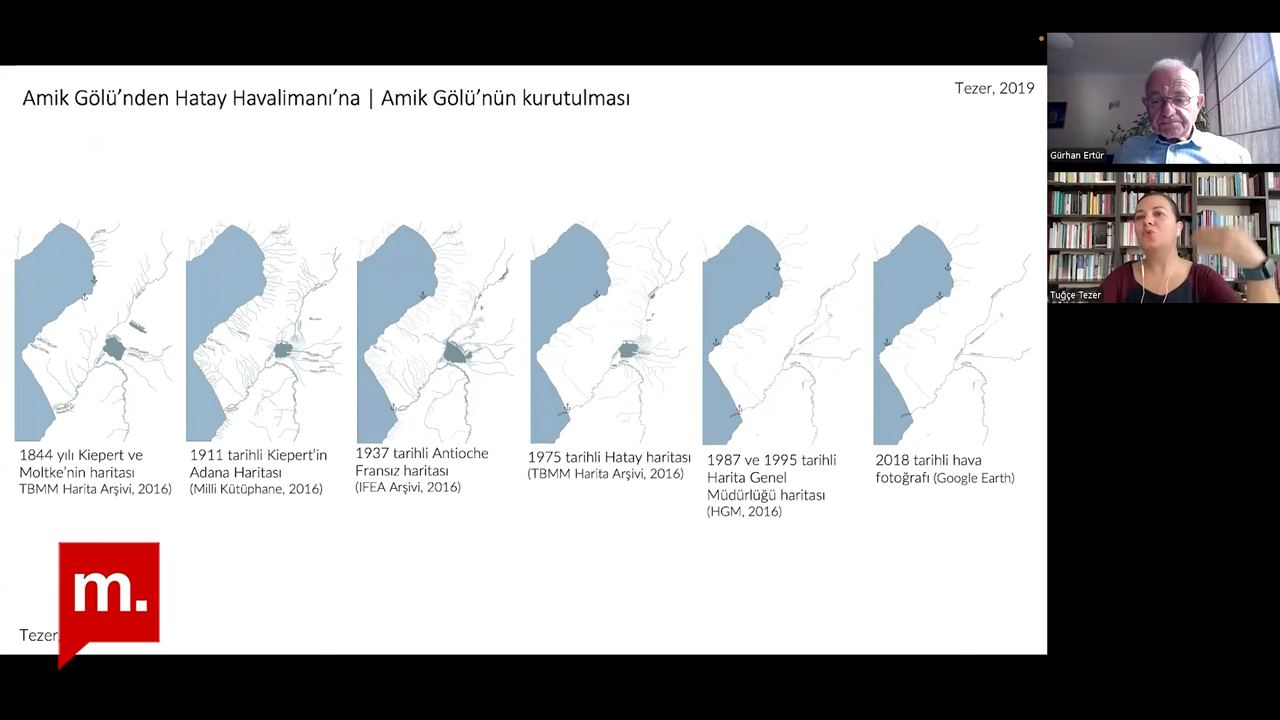 Amik Gölü’nden Hatay Havalimanı’na | Amik Gölü’nün kurutulması
Tezer, 2019
Gürhan Ertür
Tuğçe Tezer
1844 yılı Kiepert ve
Moltke’nin haritası
TBMM Harita Arşivi, 2016)
1911 tarihli Kiepert’in
Adana Haritası
(Milli Kütüphane, 2016)
1937 tarihli Antioche
Fransız haritası
(IFEA Arşivi, 2016)
1975 tarihli Hatay haritası
(TBMM Harita Arşivi, 2016)
1987 ve 1995 tarihli
Harita Genel
Müdürlüğü haritası
(HGM, 2016)
2018 tarihli hava
fotoğrafı (Google Earth)
m.
Tezer,